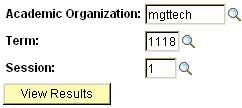 Academic Organization: mgttech
Term: 1118
Session: 1
View Results